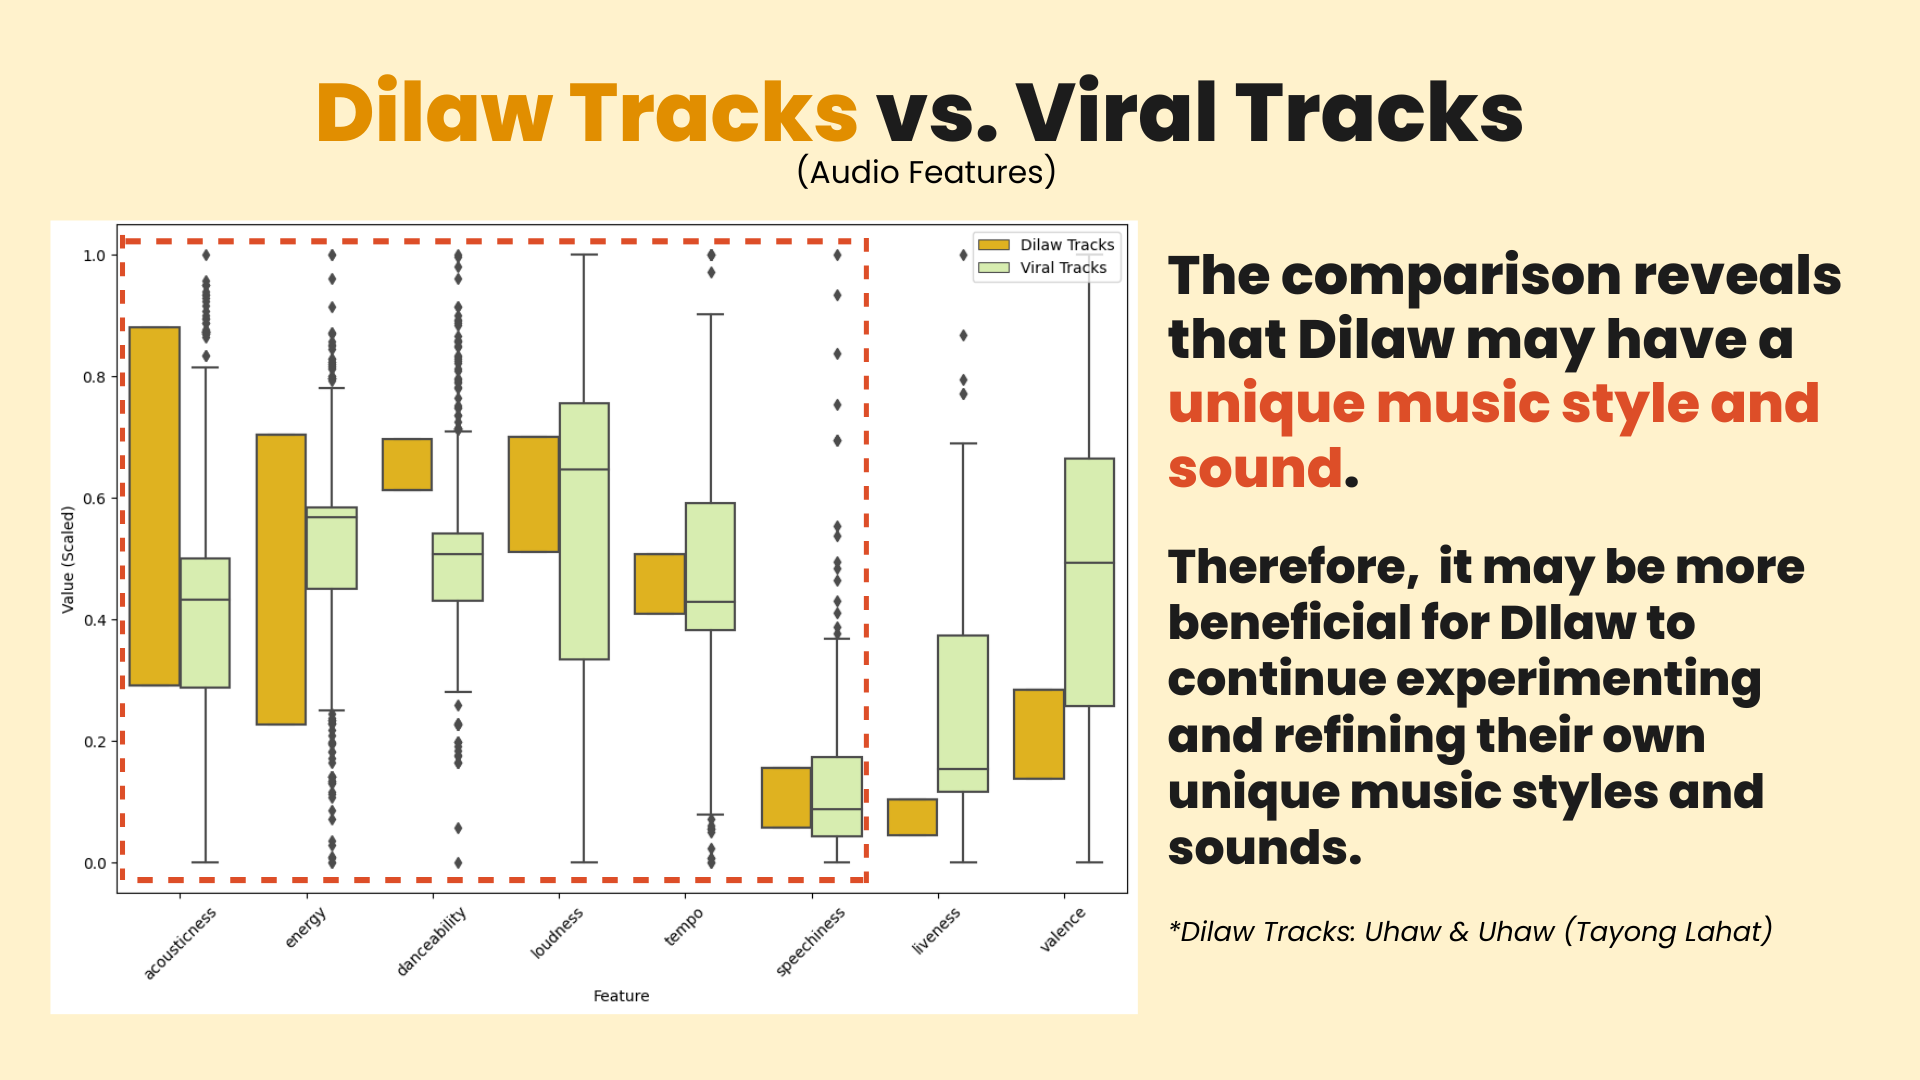 Dilaw Tracks vs. Viral Tracks
(Audio Features)
Dilaw Tracks
Viral Tracks
1.0
0.8
0.6
0.4
0.2
0.0
Value (Scaled)
acousticness
energy
danceability
loudness
tempo
speechiness
liveness
valence
Feature
The comparison reveals
that Dilaw may have a
unique music style and
sound.
Therefore,  it may be more
beneficial for DIlaw to
continue experimenting
and refining their own
unique music styles and
sounds.
*Dilaw Tracks: Uhaw & Uhaw (Tayong Lahat)